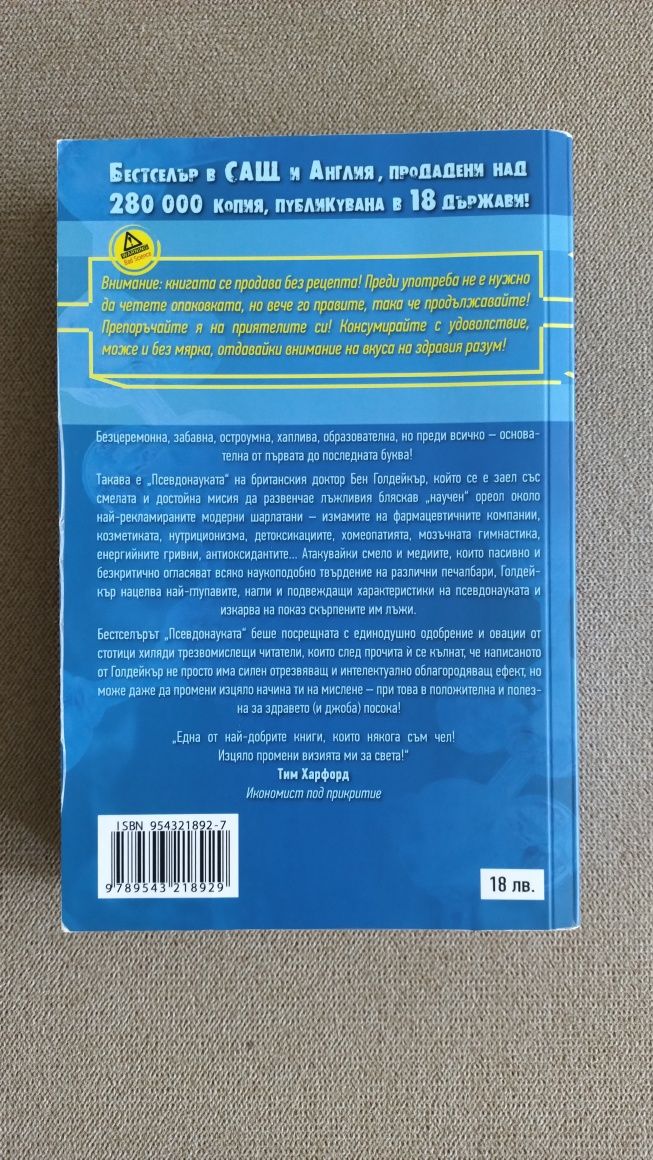 Бестселър в САЩ и Англия, продадени над
280 000 копия, публикувана в 18 държави!
Bad Science
Внимание: книгата се продава без рецепта! Преди употреба не е нужно
да четете опаковката, но вече го правите, така че продължавайте!
Препоръчайте я на приятелите си! Консумирайте с удоволствие,
може и без мярка, отдавайки внимание на вкуса на здравия разум!
Безцеремонна, забавна, остроумна, хаплива, образователна, но преди всичко – основа-
телна от първата до последната буква!
Такава е „Псевдонауката“ на британския доктор Бен Голдейкър, който се е заел със
смелата и достойна мисия да развенчае лъжливия бляскав „научен“ ореол около
най-рекламираните модерни шарлатани – измамите на фармацевтичните компании,
козметиката, нутриционизма, детоксикациите, хомеопатията, мозъчната гимнастика,
енергийните гривни, антиоксидантите... Атакувайки смело и медиите, които пасивно и
безкритично огласяват всяко наукоподобно твърдение на различни печалбари, Голдей-
кър нацелва най-глупавите, нагли и подвеждащи характеристики на псевдонауката и
изкарва на показ скърпените им лъжи.
Бестселърът „Псевдонауката“ беше посрещната с единодушно одобрение и овации от
стотици хиляди трезвомислещи читатели, които след прочита ѝ се кълнат, че написаното
от Голдейкър не просто има силен отрезвяващ и интелектуално облагородяващ ефект, но
може даже да промени изцяло начина ти на мислене – при това в положителна и полез-
на за здравето (и джоба) посока!
„Една от най-добрите книги, които някога съм чел!
Изцяло промени визията ми за света!“
Тим Харфорд
Икономист под прикритие
ISBN 954321892-7
9 789543 218929
18 лв.